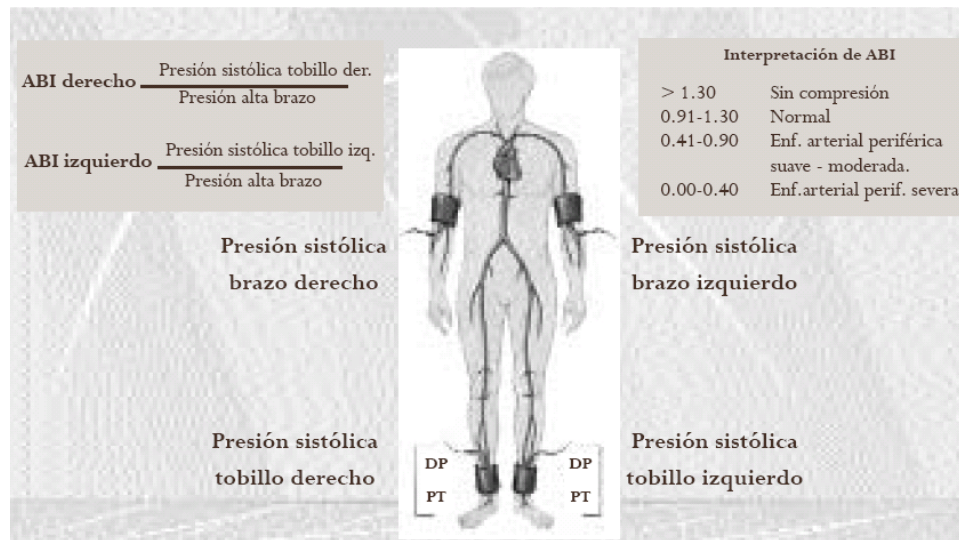 ABI derecho
Presión sistólica tobillo der.
Presión alta brazo
ABI izquierdo
Presión sistólica tobillo izq.
Presión alta brazo
Interpretación de ABI
> 1.30 Sin compresión
0.91-1.30 Normal
0.41-0.90 Enf. arterial periférica
suave - moderada.
0.00-0.40 Enf.arterial perif. severa
Presión sistólica
brazo derecho
Presión sistólica
brazo izquierdo
Presión sistólica
tobillo derecho
DP
PT
DP
PT
Presión sistólica
tobillo izquierdo